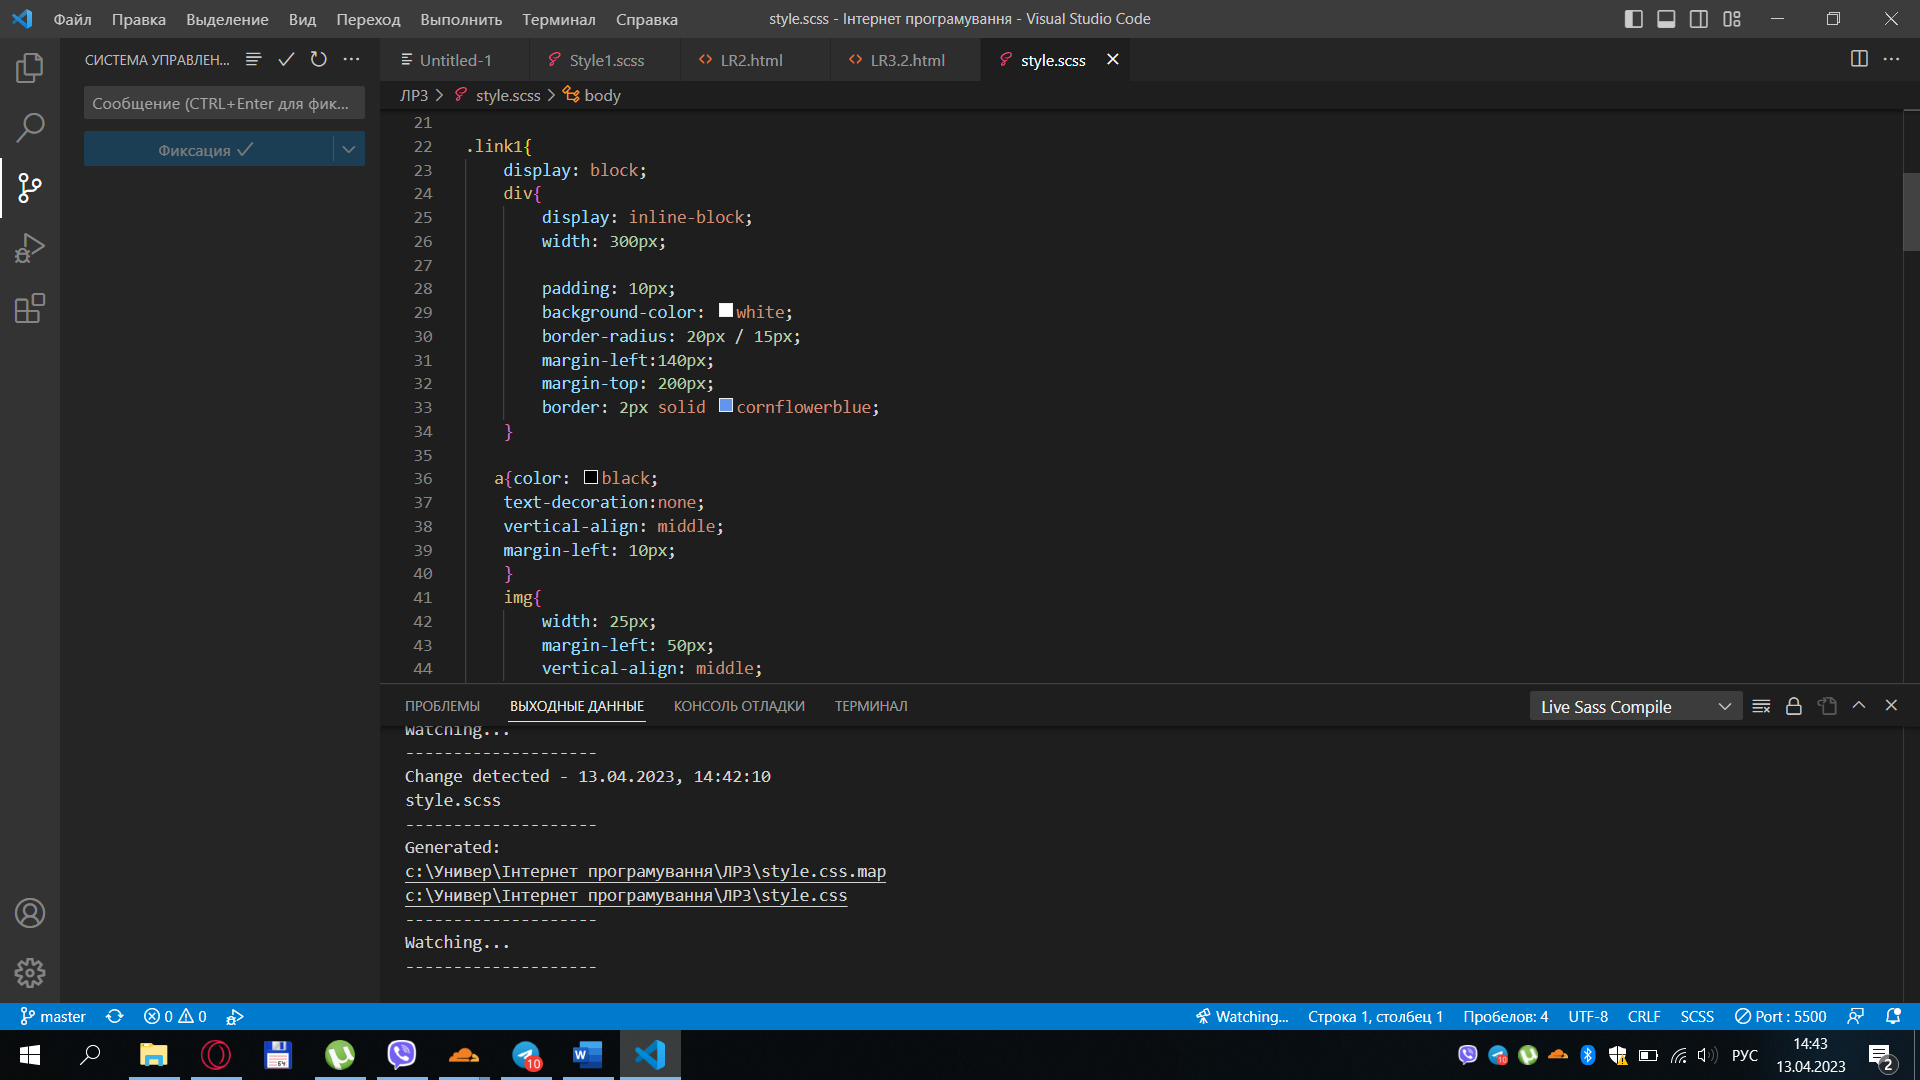 Файл Правка Выделение Вид Переход Выполнить Терминал Справка style.scss - Інтернет програмування - Visual Studio Code
СИСТЕМА УПРАВЛЕН...
Untitled-1 Style1.scss LR2.html LR3.2.html style.scss
Сообщение (CTRL+Enter для фик...
Фиксация
ЛР3 > style.scss > body
21
22 .link1{
23 display: block;
24 div{
25 display: inline-block;
26 width: 300px;
27
28 padding: 10px;
29 background-color: white;
30 border-radius: 20px / 15px;
31 margin-left:140px;
32 margin-top: 200px;
33 border: 2px solid cornflowerblue;
34 }
35
36 a{color: black;
37 text-decoration:none;
38 vertical-align: middle;
39 margin-left: 10px;
40 }
41 img{
42 width: 25px;
43 margin-left: 50px;
44 vertical-align: middle;
ПРОБЛЕМЫ ВЫХОДНЫЕ ДАННЫЕ КОНСОЛЬ ОТЛАДКИ ТЕРМИНАЛ Live Sass Compile
Watching...
--------------------
Change detected - 13.04.2023, 14:42:10
style.scss
--------------------
Generated:
c:\Универ\Інтернет програмування\ЛР3\style.css.map
c:\Универ\Інтернет програмування\ЛР3\style.css
--------------------
Watching...
--------------------
master 0 0 Watching... Строка 1, столбец 1 Пробелов: 4 UTF-8 CRLF SCSS Port : 5500
64 10 W 10 РУС 14:43
13.04.2023 2